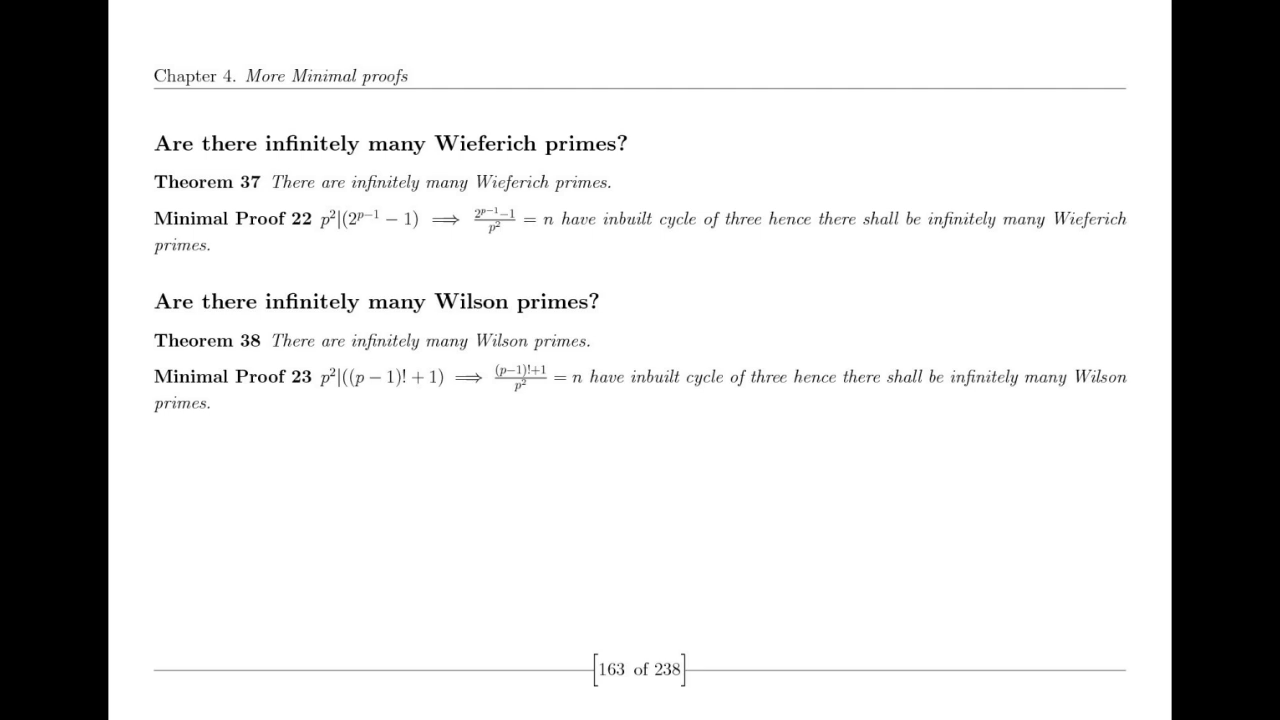 Chapter 4. More Minimal proofs
Are there infinitely many Wieferich primes?
Theorem 37 There are infinitely many Wieferich primes.
Minimal Proof 22 p²|(2ᵖ⁻¹ − 1) ⟹ (2ᵖ⁻¹−1)/p² = n have inbuilt cycle of three hence there shall be infinitely many Wieferich
primes.
Are there infinitely many Wilson primes?
Theorem 38 There are infinitely many Wilson primes.
Minimal Proof 23 p²|((p − 1)! + 1) ⟹ ((p−1)!+1)/p² = n have inbuilt cycle of three hence there shall be infinitely many Wilson
primes.
[163 of 238]